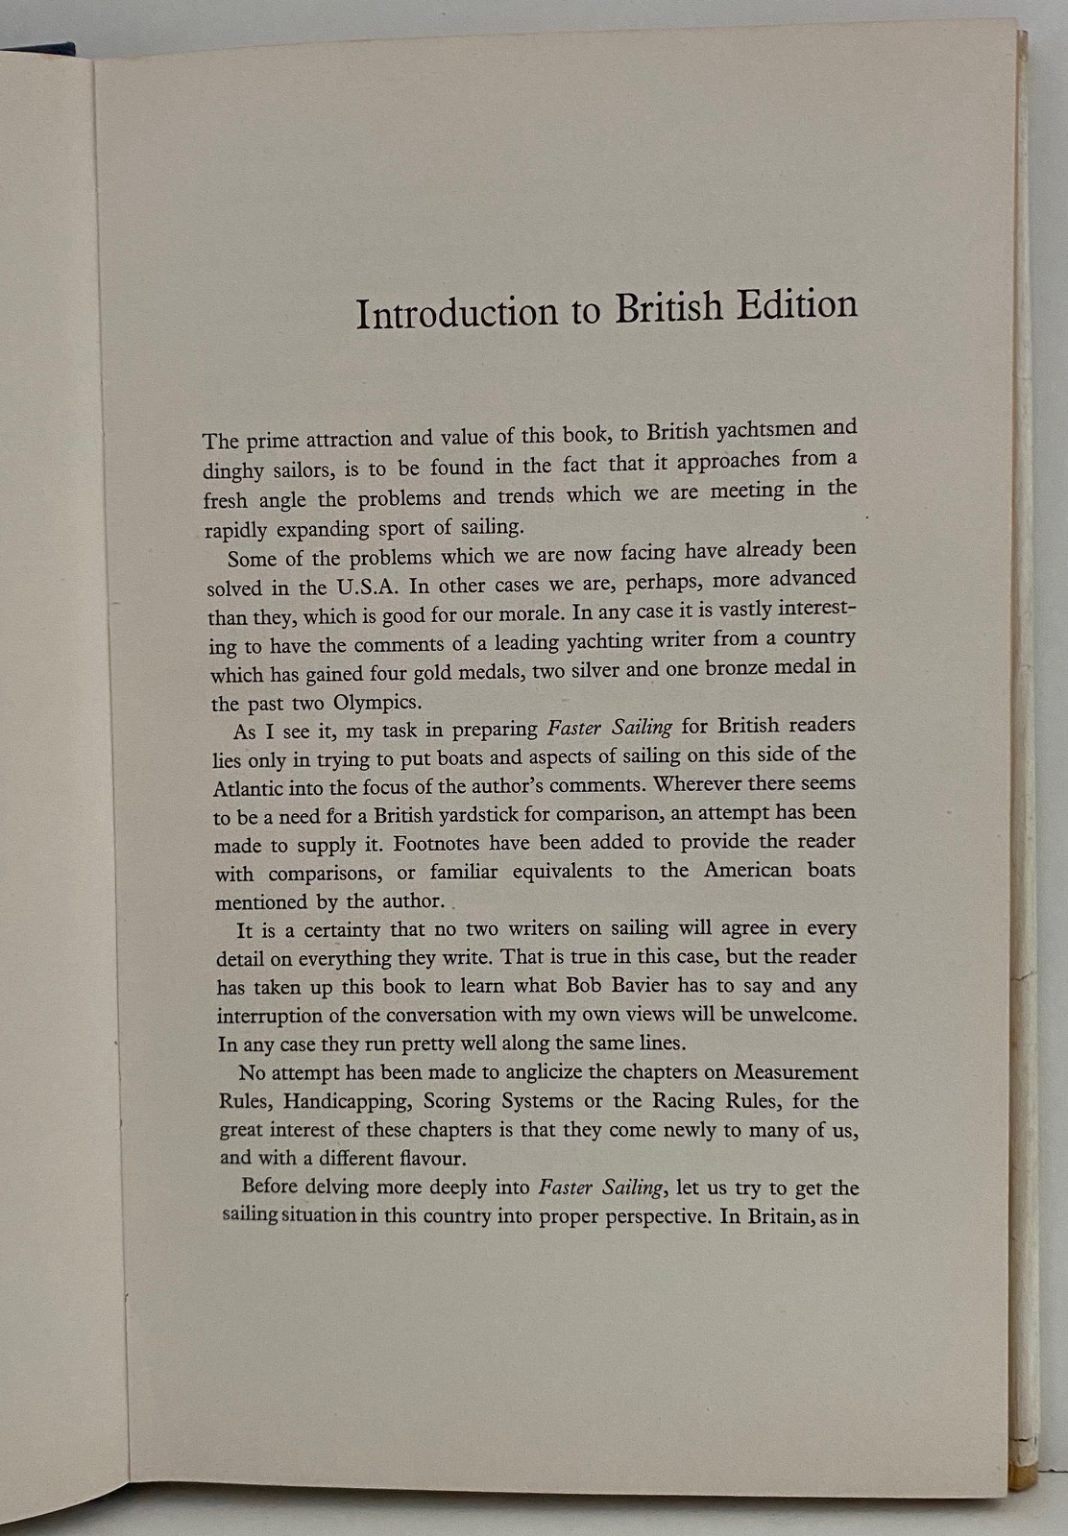 Introduction to British Edition
The prime attraction and value of this book, to British yachtsmen and
dinghy sailors, is to be found in the fact that it approaches from a
fresh angle the problems and trends which we are meeting in the
rapidly expanding sport of sailing.
Some of the problems which we are now facing have already been
solved in the U.S.A. In other cases we are, perhaps, more advanced
than they, which is good for our morale. In any case it is vastly interest-
ing to have the comments of a leading yachting writer from a country
which has gained four gold medals, two silver and one bronze medal in
the past two Olympics.
As I see it, my task in preparing Faster Sailing for British readers
lies only in trying to put boats and aspects of sailing on this side of the
Atlantic into the focus of the author's comments. Wherever there seems
to be a need for a British yardstick for comparison, an attempt has been
made to supply it. Footnotes have been added to provide the reader
with comparisons, or familiar equivalents to the American boats
mentioned by the author.
It is a certainty that no two writers on sailing will agree in every
detail on everything they write. That is true in this case, but the reader
has taken up this book to learn what Bob Bavier has to say and any
interruption of the conversation with my own views will be unwelcome.
In any case they run pretty well along the same lines.
No attempt has been made to anglicize the chapters on Measurement
Rules, Handicapping, Scoring Systems or the Racing Rules, for the
great interest of these chapters is that they come newly to many of us,
and with a different flavour.
Before delving more deeply into Faster Sailing, let us try to get the
sailing situation in this country into proper perspective. In Britain, as in